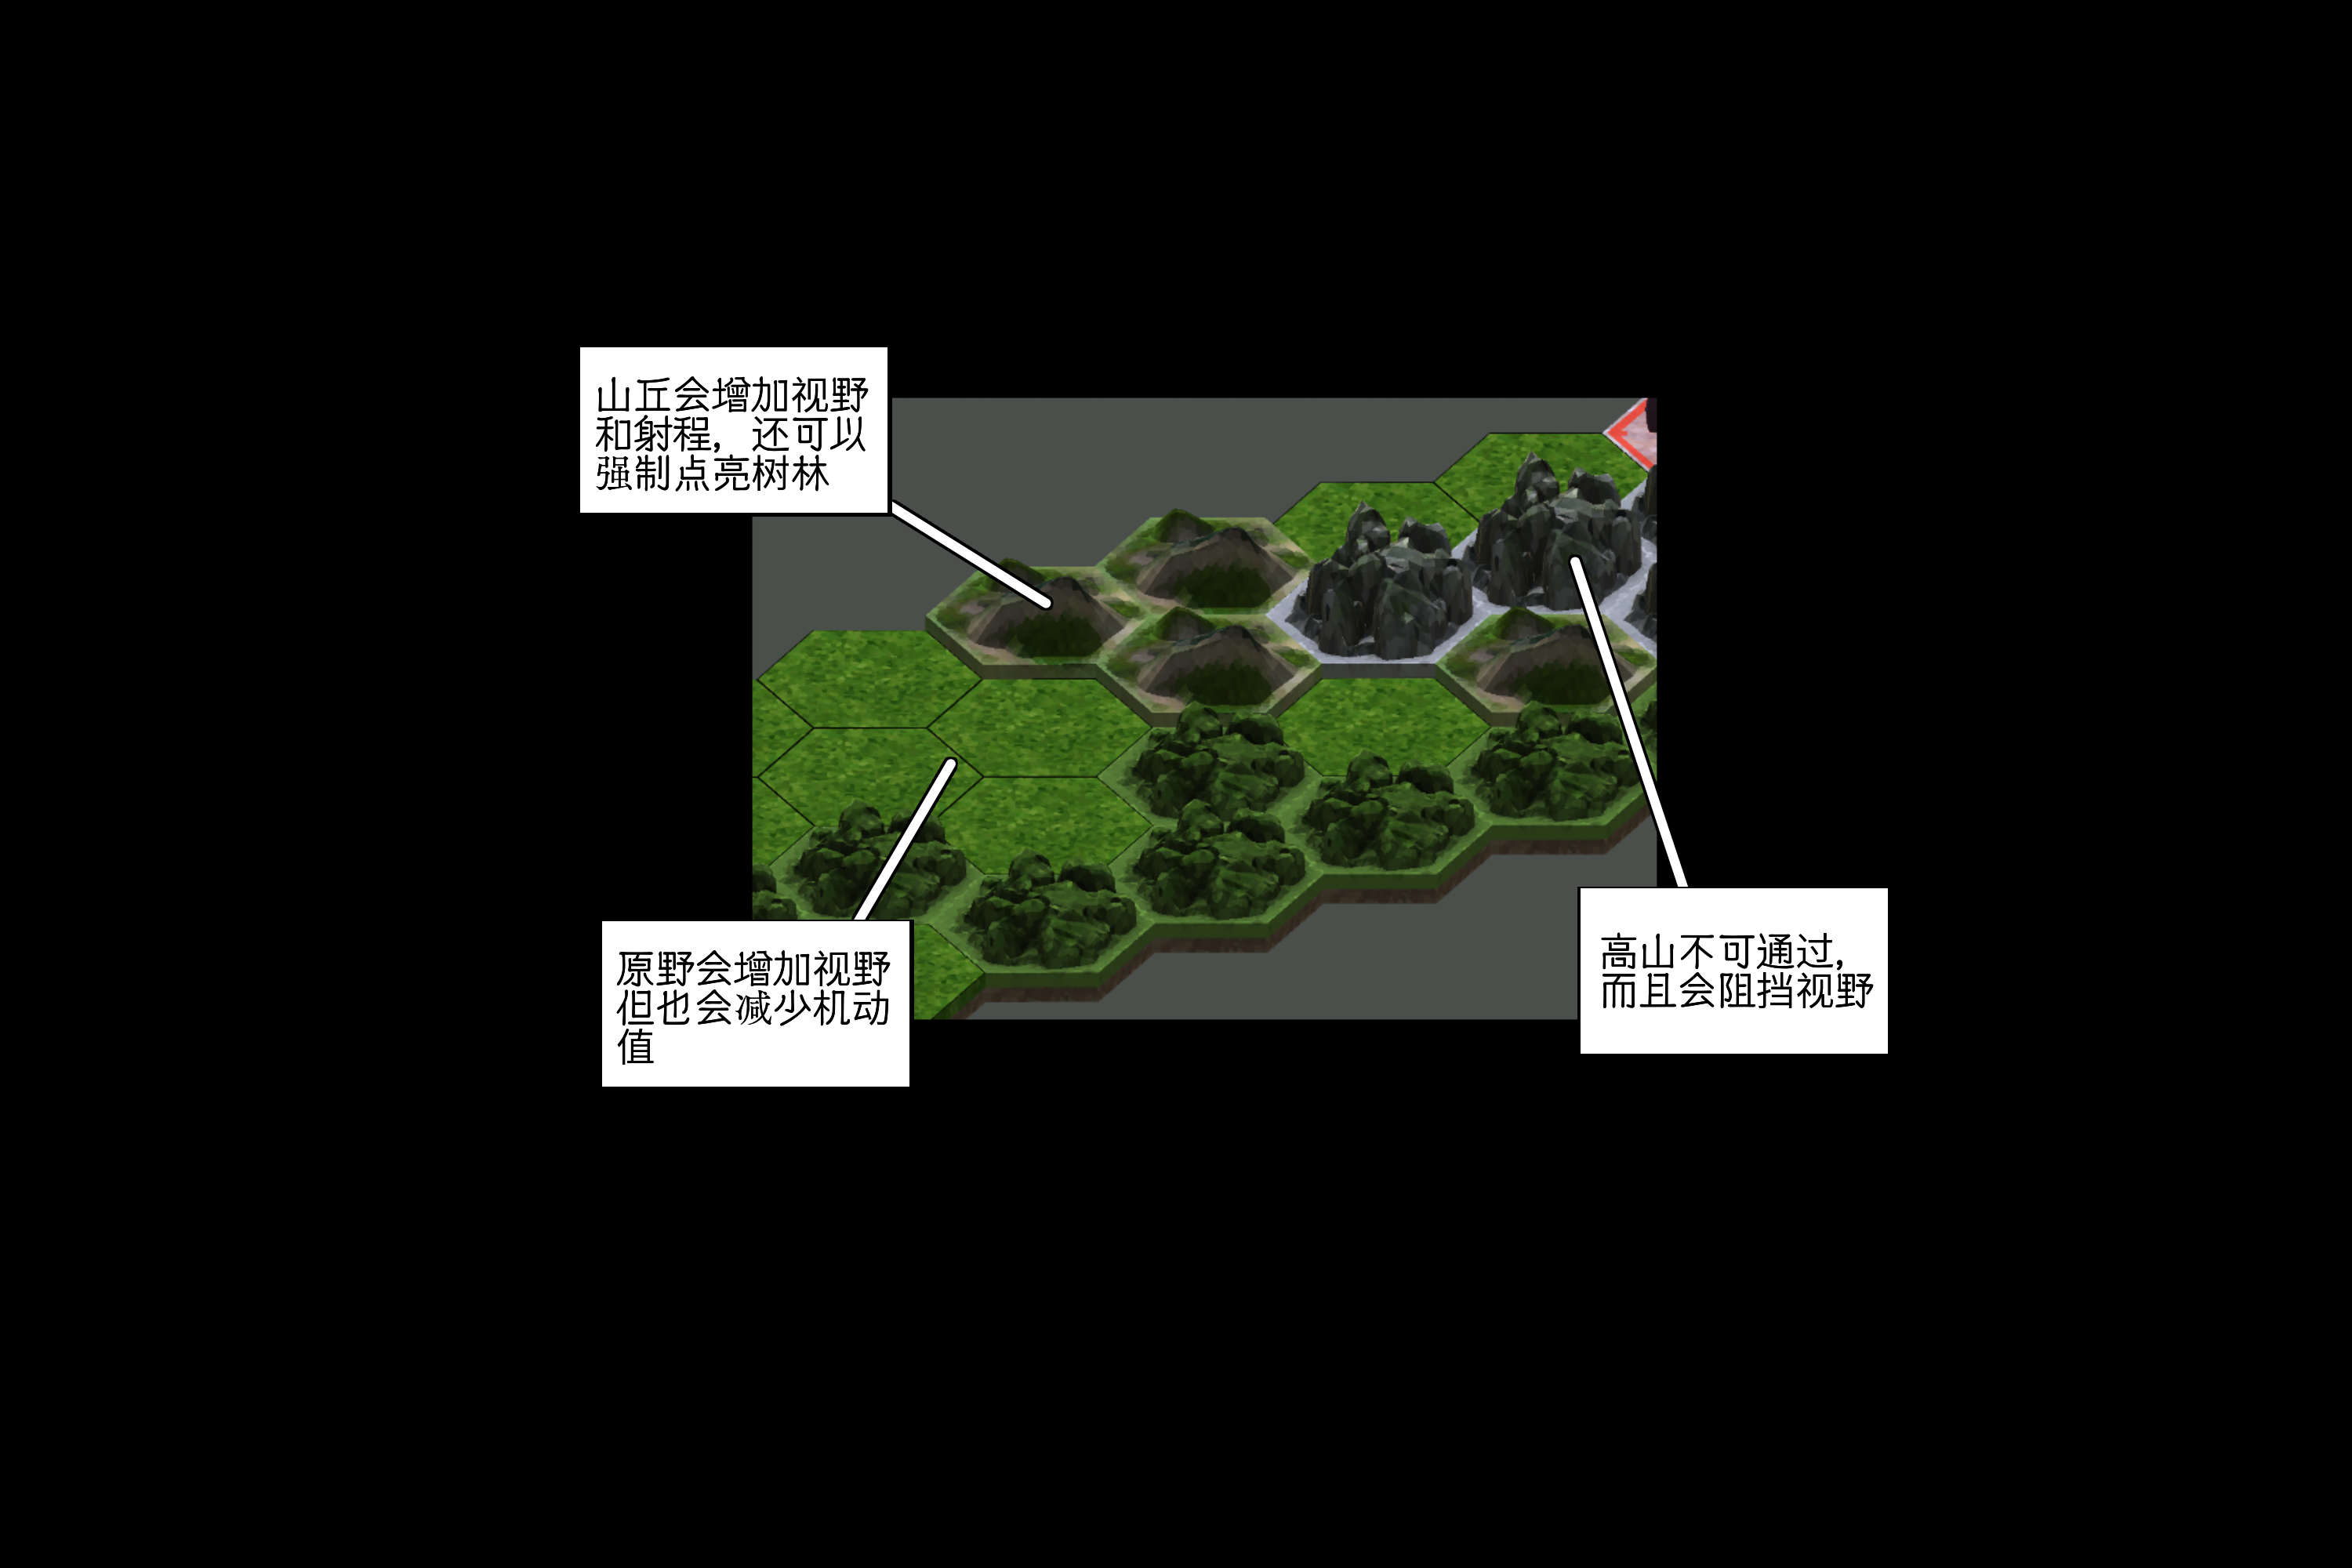 山丘会增加视野
和射程，还可以
强制点亮树林
原野会增加视野
但也会减少机动
值
高山不可通过，
而且会阻挡视野